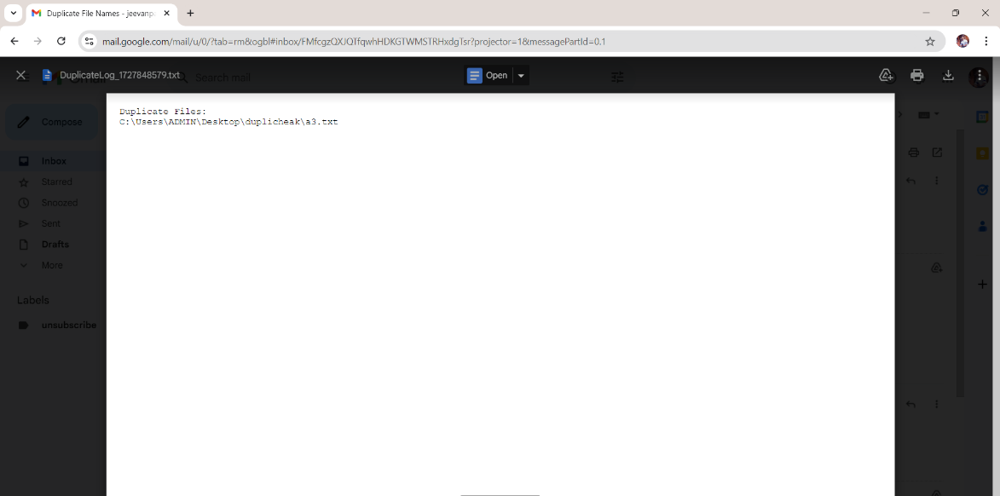 Duplicate File Names - jeevanp
mail.google.com/mail/u/0/?tab=rm&ogbl#inbox/FMfcgzQXJQTfqwhHDKGTWMSTRHxdgTsr?projector=1&messagePartId=0.1
DuplicateLog_1727848579.txt
Search mail
Open
Duplicate Files:
C:\Users\ADMIN\Desktop\duplicheak\a3.txt
Compose
Inbox
Starred
Snoozed
Sent
Drafts
More
Labels
unsubscribe